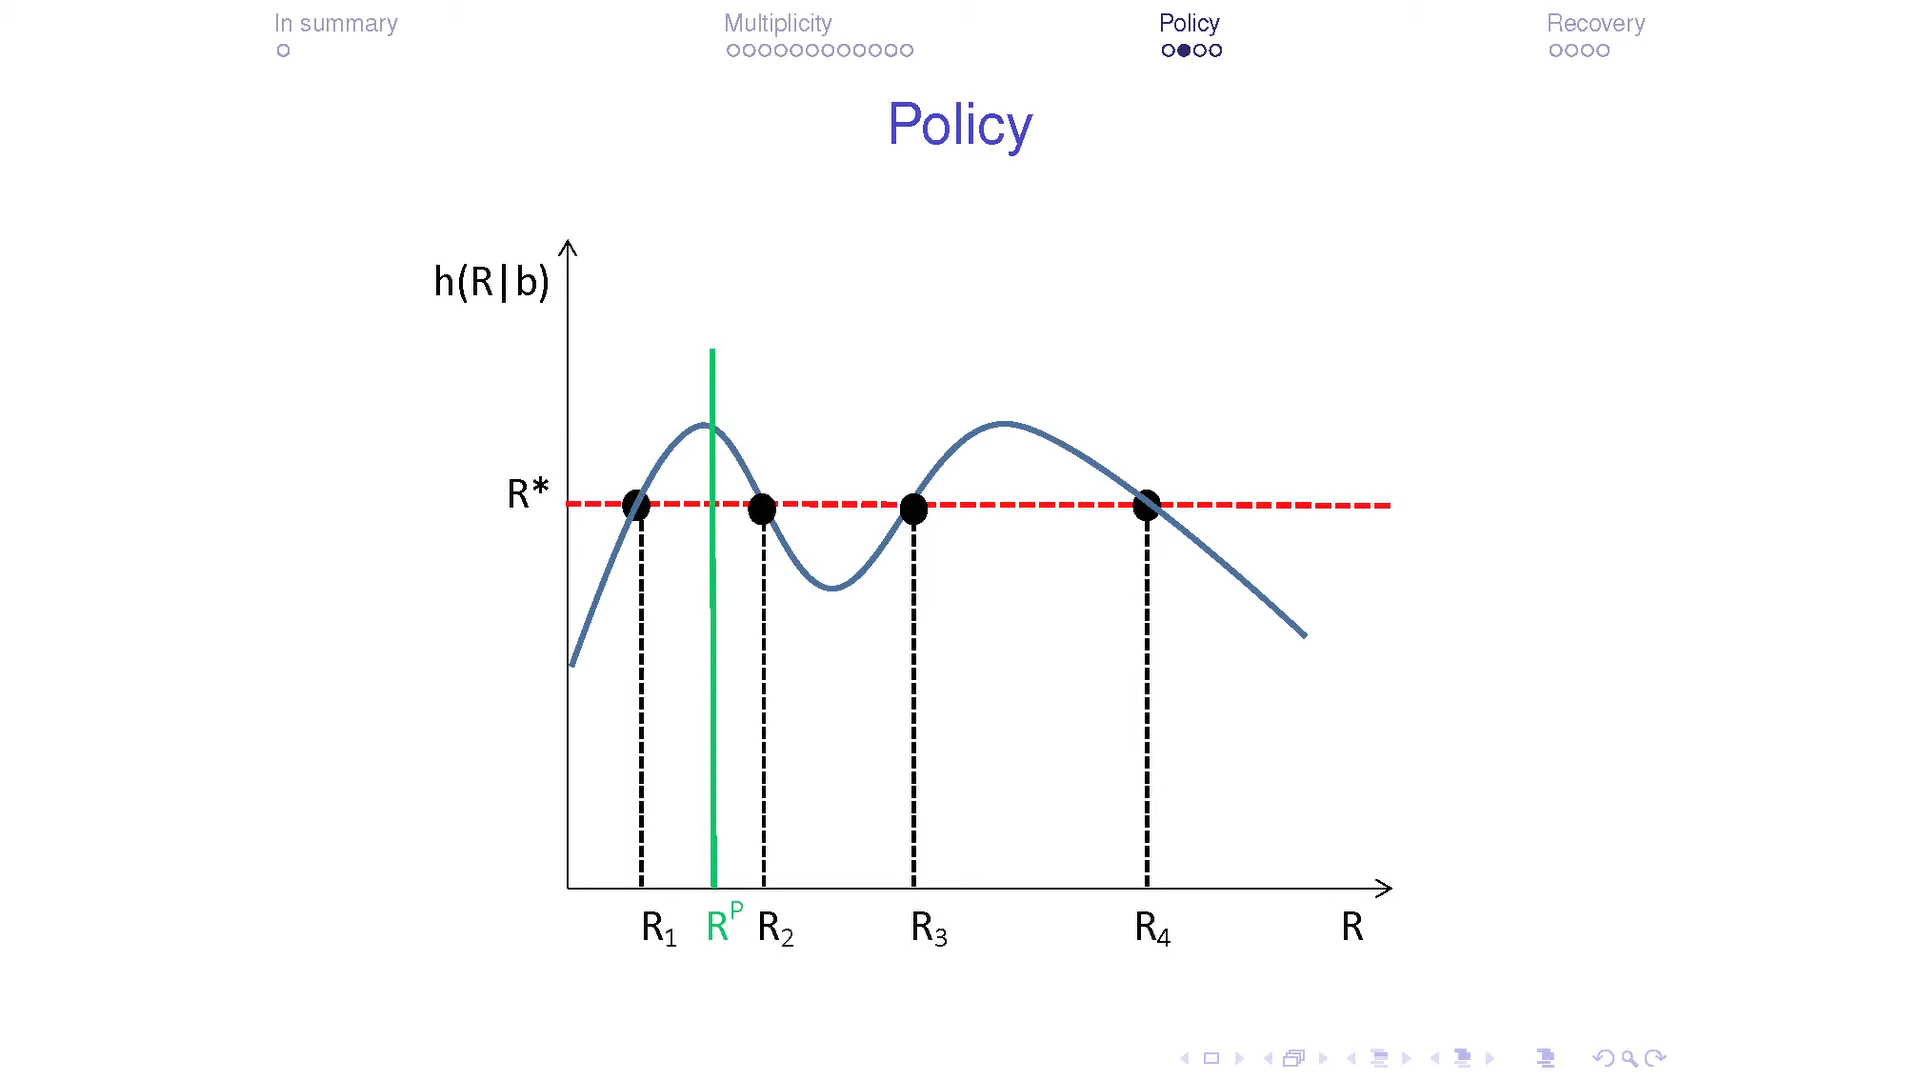 In summary
Multiplicity
Policy
Recovery
Policy
h(R|b)
R*
R₁
Rᴾ
R₂
R₃
R₄
R